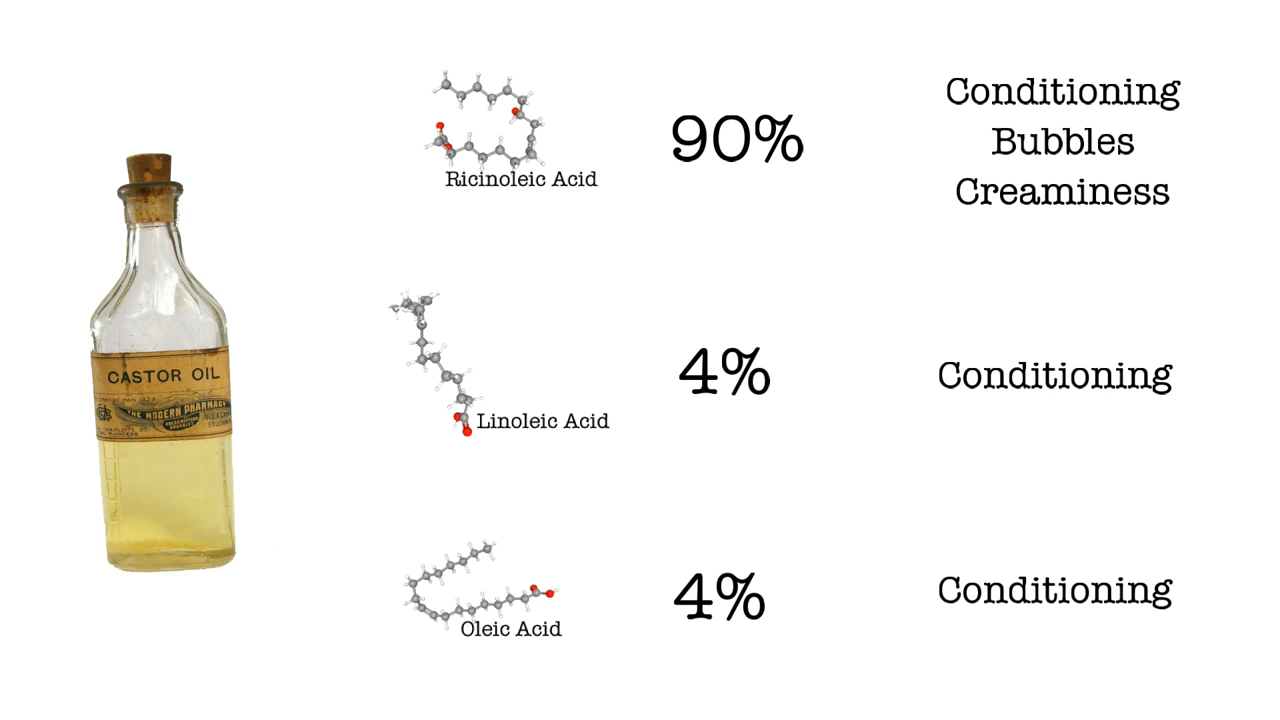 Ricinoleic Acid
90%
Conditioning
Bubbles
Creaminess
CASTOR OIL
THE MODERN PHARMACY
PRESCRIPTION
Linoleic Acid
4%
Conditioning
Oleic Acid
4%
Conditioning